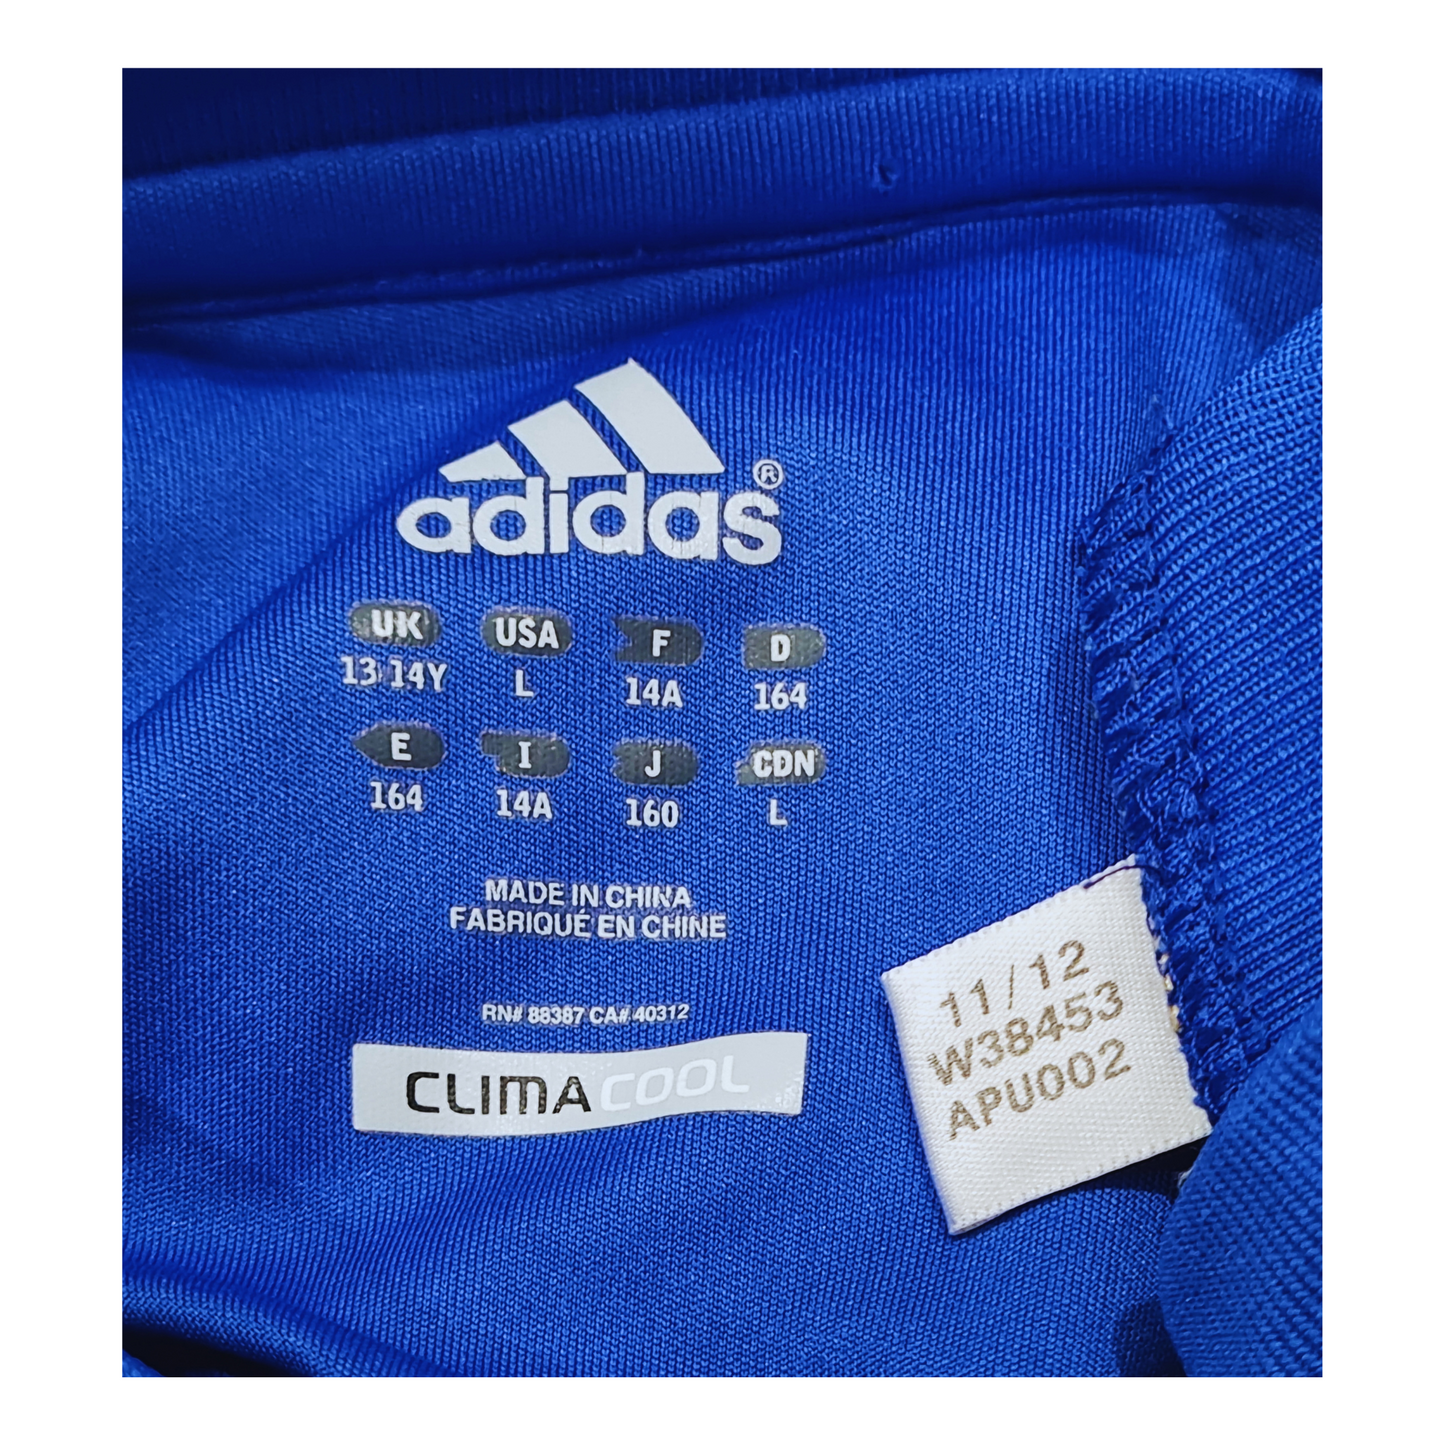 adidas®
UK USA F D
13-14Y L 14A 164
E I J CDN
164 14A 160 L
MADE IN CHINA
FABRIQUÉ EN CHINE
RN# 88387 CA# 40312
CLIMACOOL
11/12
W38453
APU002